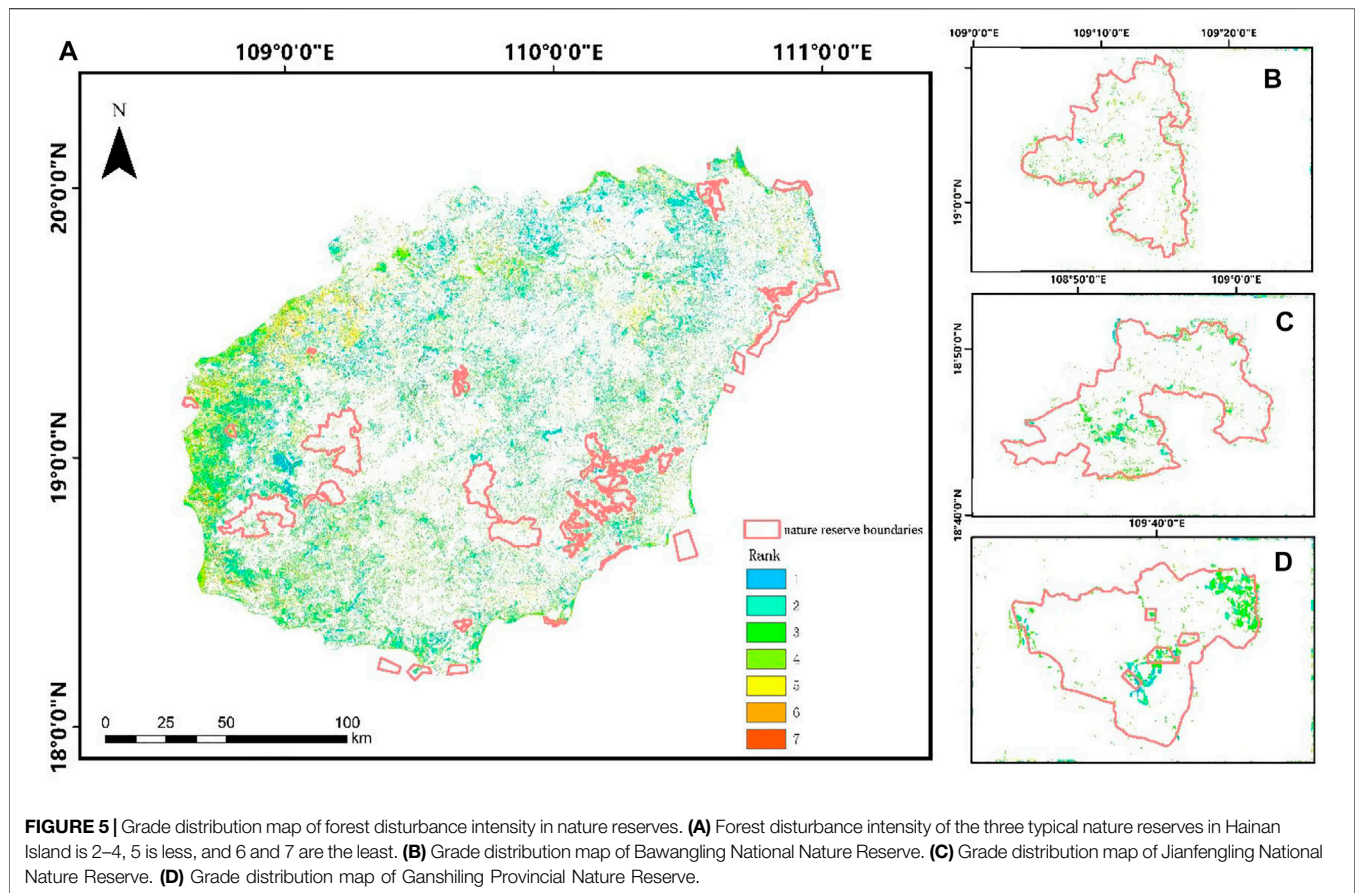 A
109°0'0"E 110°0'0"E 111°0'0"E
N
20°0'0"N
19°0'0"N
18°0'0"N
nature reserve boundaries
Rank
1
2
3
4
5
6
7
0 25 50 100
km
109°0'0"E 109°10'0"E 109°20'0"E
B
19°0'0"N
108°50'0"E 109°0'0"E
C
18°50'0"N
18°40'0"N
109°40'0"E
D
FIGURE 5 | Grade distribution map of forest disturbance intensity in nature reserves. (A) Forest disturbance intensity of the three typical nature reserves in Hainan
Island is 2–4, 5 is less, and 6 and 7 are the least. (B) Grade distribution map of Bawangling National Nature Reserve. (C) Grade distribution map of Jianfengling National
Nature Reserve. (D) Grade distribution map of Ganshiling Provincial Nature Reserve.